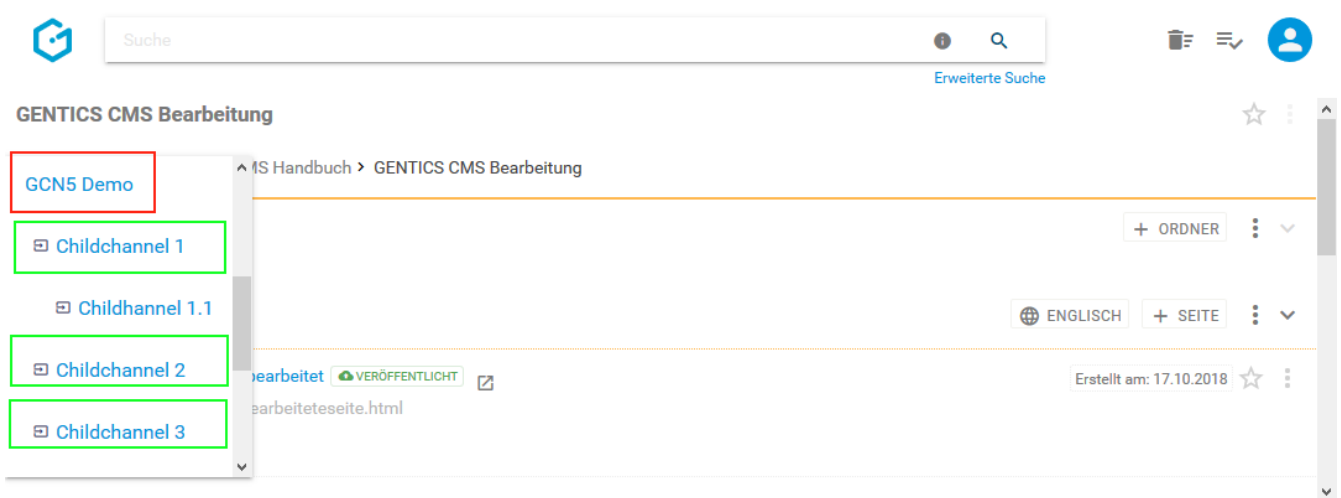 Suche
Erweiterte Suche
GENTICS CMS Bearbeitung
MS Handbuch > GENTICS CMS Bearbeitung
GCN5 Demo
+ ORDNER
Childchannel 1
Childhannel 1.1
ENGLISCH + SEITE
Childchannel 2
bearbeitet VERÖFFENTLICHT Erstellt am: 17.10.2018
earbeiteteseite.html
Childchannel 3